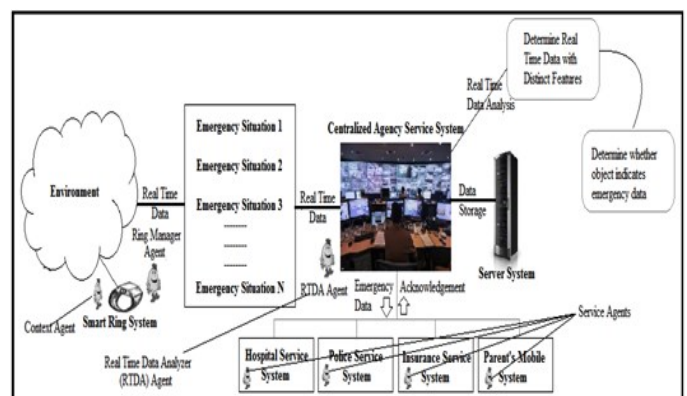 Determine Real
Time Data with
Distinct Features
Real Time
Data Analysis
Determine whether
object indicates
emergency data
Centralized Agency Service System
Emergency Situation 1
Emergency Situation 2
Emergency Situation 3
--------
--------
--------
Emergency Situation N
Environment
Real Time
Data
Ring Manager
Agent
Real Time
Data
RTDA Agent
Data
Storage
Server System
Context Agent
Smart Ring System
Emergency
Data
Acknowledgement
Service Agents
Real Time Data Analyzer
(RTDA) Agent
Hospital Service
System
Police Service
System
Insurance Service
System
Parent's Mobile
System